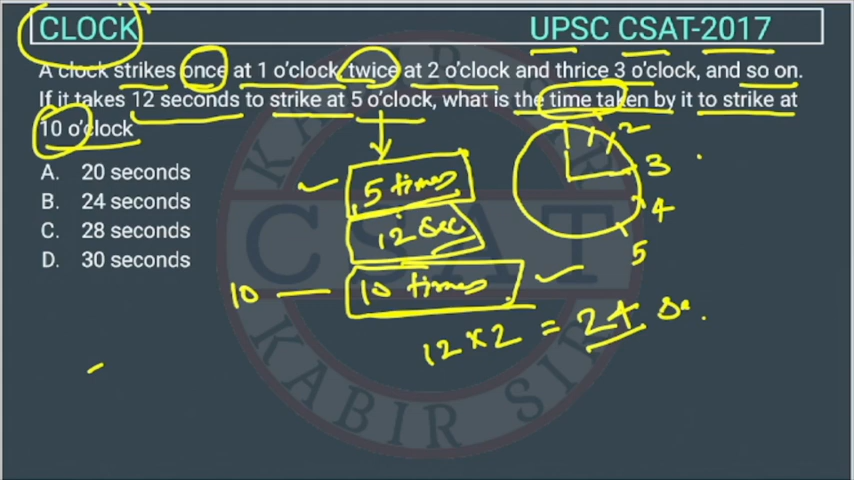 CLOCK UPSC CSAT-2017
A clock strikes once at 1 o'clock, twice at 2 o'clock and thrice 3 o'clock, and so on.
If it takes 12 seconds to strike at 5 o'clock, what is the time taken by it to strike at
10 o'clock
A. 20 seconds
B. 24 seconds
C. 28 seconds
D. 30 seconds
5 times
12 sec
10 — 10 times
12 × 2 = 24 Sec.
2
3
4
5
CSAT
KABIR SIR